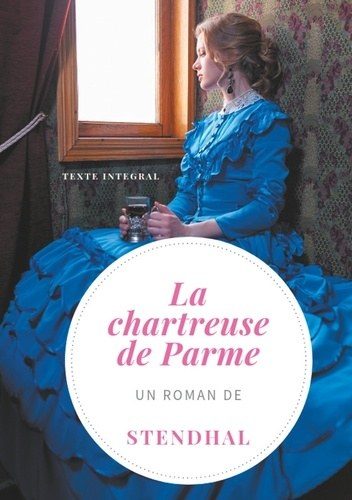 TEXTE INTEGRAL
La
chartreuse
de Parme
UN ROMAN DE
STENDHAL